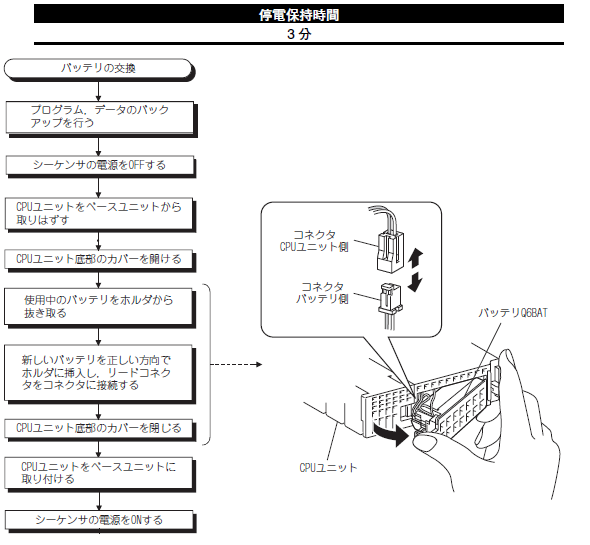 停電保持時間
3分
バッテリの交換
プログラム，データのバック
アップを行う
シーケンサの電源をOFFする
CPUユニットをベースユニットから
取りはずす
CPUユニット底部のカバーを開ける
使用中のバッテリをホルダから
抜き取る
新しいバッテリを正しい方向で
ホルダに挿入し，リードコネク
タをコネクタに接続する
CPUユニット底部のカバーを閉じる
CPUユニットをベースユニットに
取り付ける
シーケンサの電源をONする
コネクタ
CPUユニット側
コネクタ
バッテリ側
バッテリQ6BAT
CPUユニット